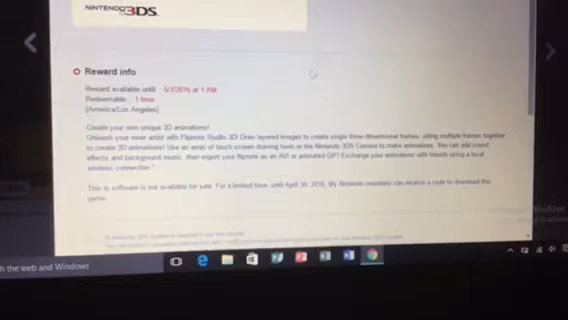 NINTENDO 3DS
Reward info
Reward available until 5/1/2016 at 1 AM
Redeemable 1 time
[America/Los Angeles]
Create your own unique 3D animations!
Unleash your inner artist with Flipnote Studio 3D! Draw layered images to create single three-dimensional frames, using multiple frames together
to create 3D animations! Use an array of touch screen drawing tools or the Nintendo 3DS Camera to make animations. You can add sound
effects and background music, then export your flipnote as an AVI or animated GIF! Exchange your animations with friends using a local
wireless connection.*
This is software is not available for sale. For a limited time, until April 30, 2016, My Nintendo members can receive a code to download this
game.
h the web and Windows